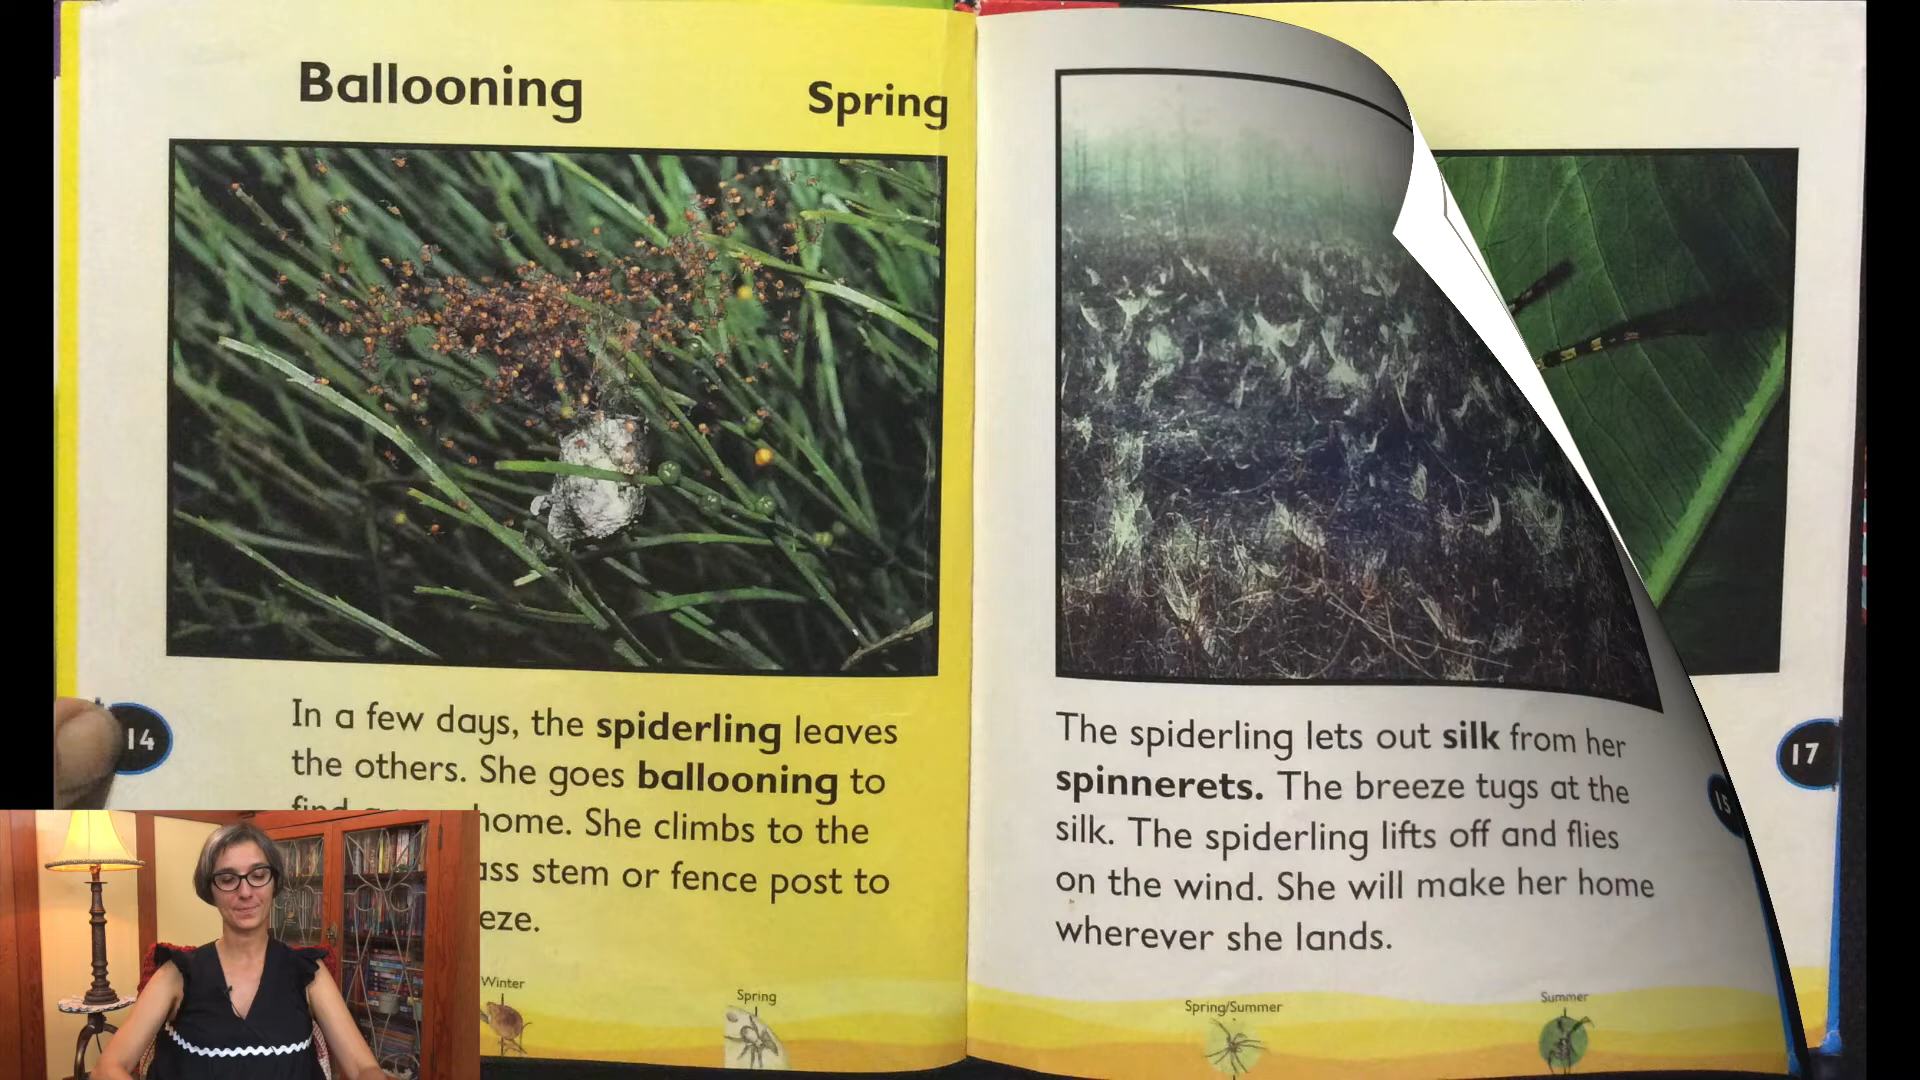 Ballooning
Spring
In a few days, the spiderling leaves
the others. She goes ballooning to
home. She climbs to the
stem or fence post to
14
Winter
Spring
The spiderling lets out silk from her
spinnerets. The breeze tugs at the
silk. The spiderling lifts off and flies
on the wind. She will make her home
wherever she lands.
15
Spring/Summer
Summer
17